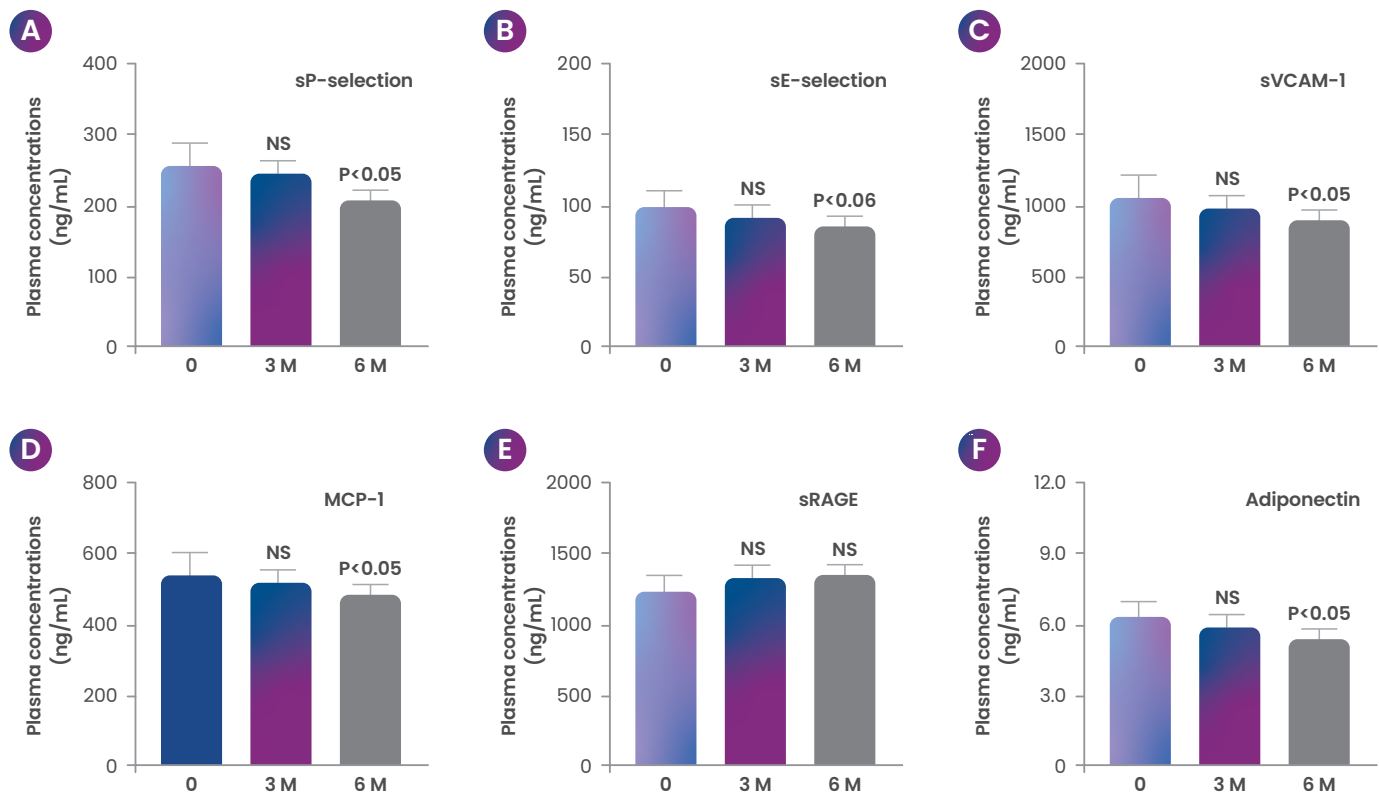 A
400
300
200
100
0
Plasma concentrations
(ng/mL)
sP-selection
NS
P<0.05
0
3 M
6 M
B
200
150
100
50
0
Plasma concentrations
(ng/mL)
sE-selection
NS
P<0.06
0
3 M
6 M
C
2000
1500
1000
500
0
Plasma concentrations
(ng/mL)
sVCAM-1
NS
P<0.05
0
3 M
6 M
D
800
600
400
200
0
Plasma concentrations
(ng/mL)
MCP-1
NS
P<0.05
0
3 M
6 M
E
2000
1500
1000
500
0
Plasma concentrations
(ng/mL)
sRAGE
NS
NS
0
3 M
6 M
F
12.0
9.0
6.0
3.0
0
Plasma concentrations
(ng/mL)
Adiponectin
NS
P<0.05
0
3 M
6 M